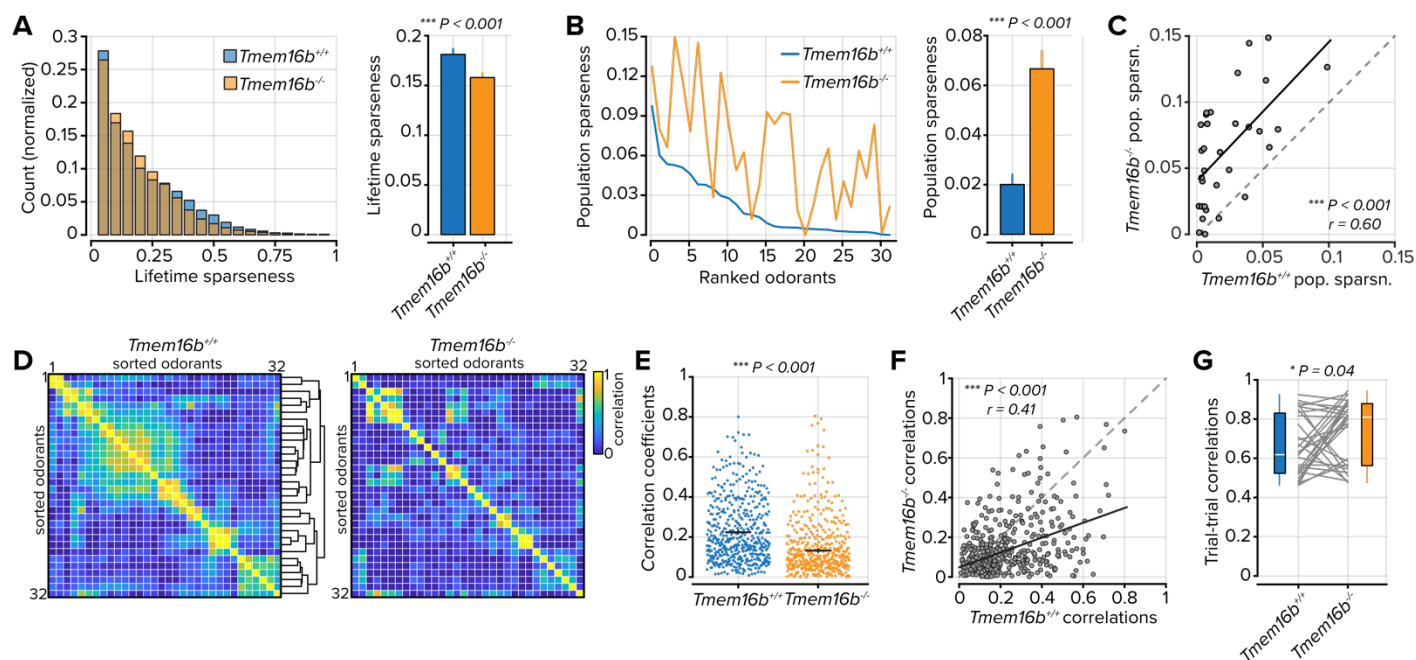 A
Count (normalized)
0.3
0.25
0.2
0.15
0.1
0.05
0
Tmem16b+/+
Tmem16b-/-
0
0.25
0.50
0.75
1
Lifetime sparseness
*** P < 0.001
Lifetime sparseness
0.2
0.15
0.1
0.05
0
Tmem16b+/+
Tmem16b-/-
B
Population sparseness
0.15
0.12
0.09
0.06
0.03
0
Tmem16b+/+
Tmem16b-/-
0
5
10
15
20
25
30
Ranked odorants
*** P < 0.001
Population sparseness
0.08
0.06
0.04
0.02
0
Tmem16b+/+
Tmem16b-/-
C
Tmem16b-/- pop. sparsn.
0.15
0.10
0.05
0
*** P < 0.001
r = 0.60
0
0.05
0.10
0.15
Tmem16b+/+ pop. sparsn.
D
Tmem16b+/+
sorted odorants
1
32
1
sorted odorants
32
Tmem16b-/-
sorted odorants
1
32
1
sorted odorants
32
1
correlation
0
E
*** P < 0.001
Correlation coefficients
1
0.8
0.6
0.4
0.2
0
Tmem16b+/+
Tmem16b-/-
F
Tmem16b-/- correlations
1
0.8
0.6
0.4
0.2
0
*** P < 0.001
r = 0.41
0
0.2
0.4
0.6
0.8
1
Tmem16b+/+ correlations
G
* P = 0.04
Trial-trial correlations
1
0.8
0.6
0.4
0.2
0
Tmem16b+/+
Tmem16b-/-